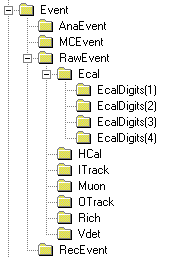 Event
AnaEvent
MCEvent
RawEvent
Ecal
EcalDigits(1)
EcalDigits(2)
EcalDigits(3)
EcalDigits(4)
HCal
ITrack
Muon
OTrack
Rich
Vdet
RecEvent